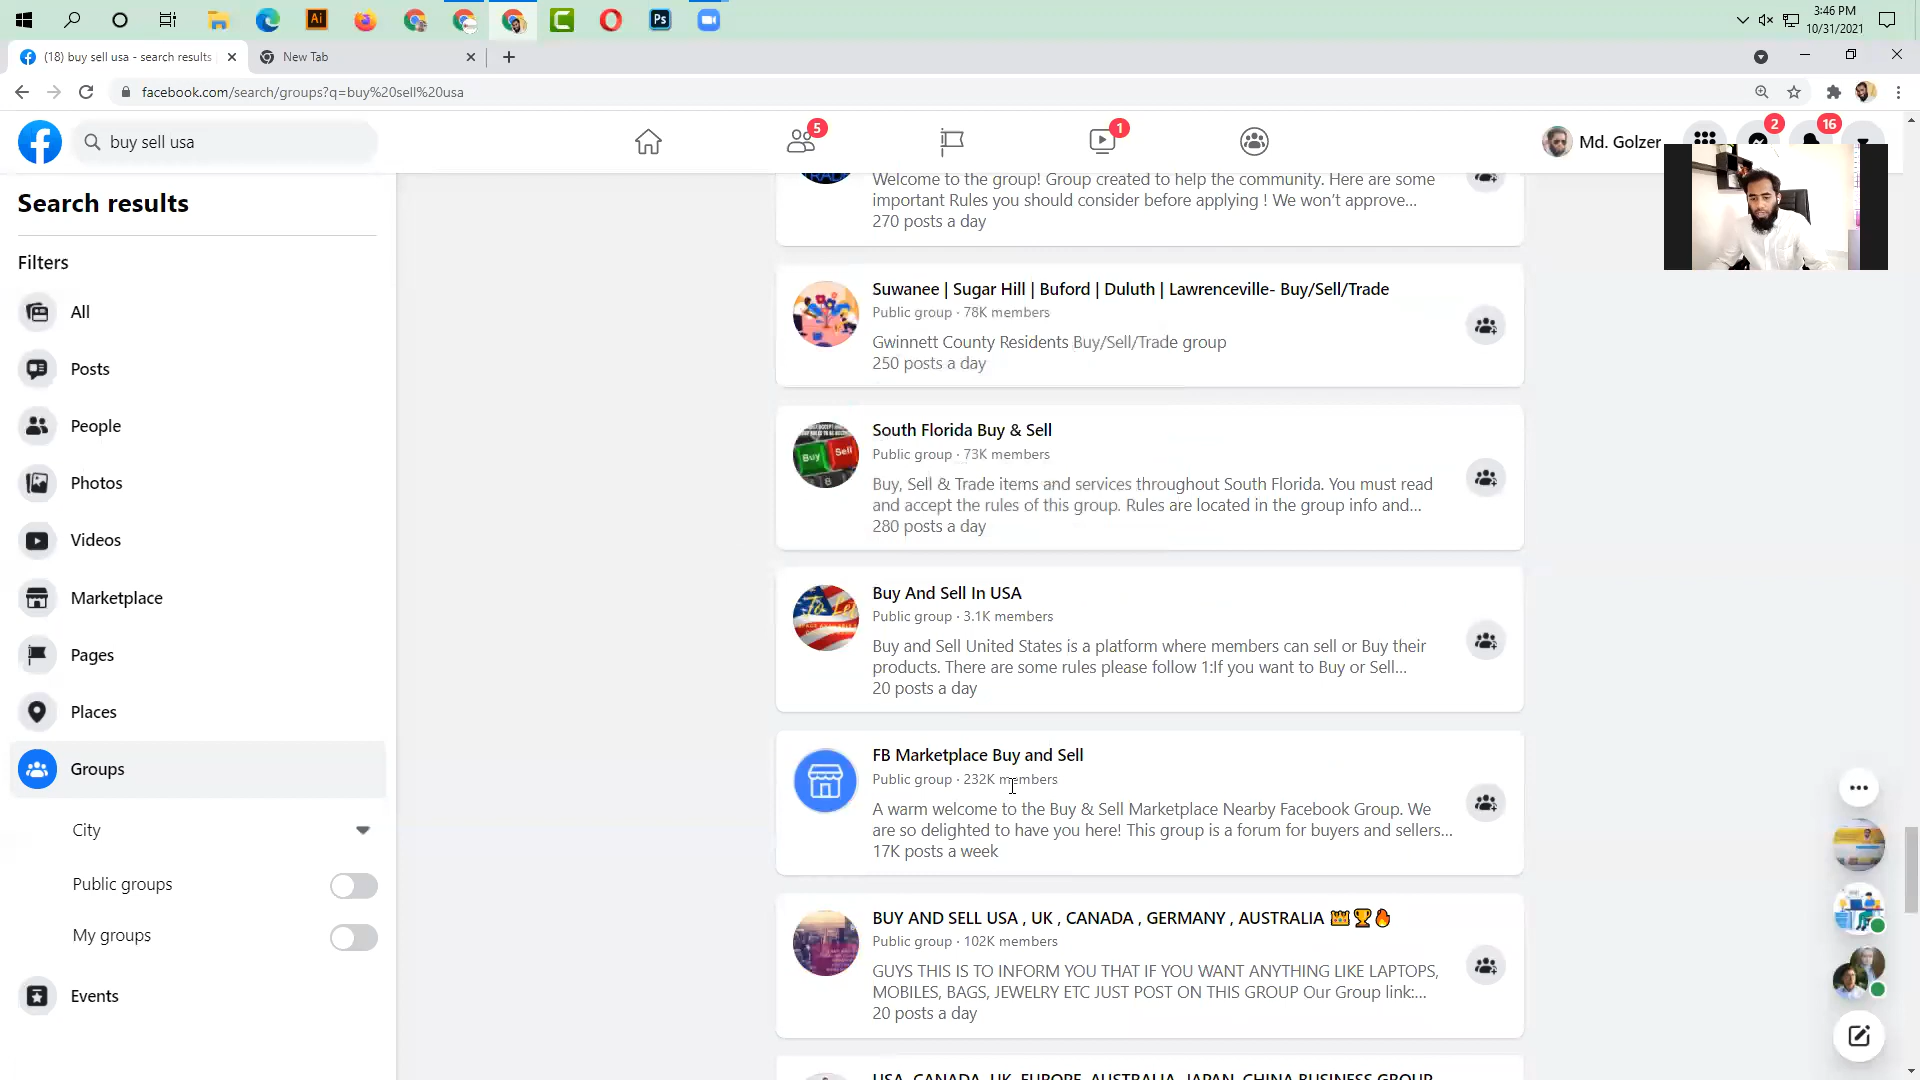 3:46 PM
10/31/2021
(18) buy sell usa - search results
New Tab
facebook.com/search/groups?q=buy%20sell%20usa
buy sell usa
5
1
Md. Golzer
2
16
Search results
Filters
All
Posts
People
Photos
Videos
Marketplace
Pages
Places
Groups
City
Public groups
My groups
Events
Welcome to the group! Group created to help the community. Here are some
important Rules you should consider before applying ! We won't approve...
270 posts a day
Suwanee | Sugar Hill | Buford | Duluth | Lawrenceville- Buy/Sell/Trade
Public group · 78K members
Gwinnett County Residents Buy/Sell/Trade group
250 posts a day
Buy Sell
South Florida Buy & Sell
Public group · 73K members
Buy, Sell & Trade items and services throughout South Florida. You must read
and accept the rules of this group. Rules are located in the group info and...
280 posts a day
Buy And Sell In USA
Public group · 3.1K members
Buy and Sell United States is a platform where members can sell or Buy their
products. There are some rules please follow 1:If you want to Buy or Sell...
20 posts a day
FB Marketplace Buy and Sell
Public group · 232K members
A warm welcome to the Buy & Sell Marketplace Nearby Facebook Group. We
are so delighted to have you here! This group is a forum for buyers and sellers...
17K posts a week
BUY AND SELL USA , UK , CANADA , GERMANY , AUSTRALIA 👑🏆🔥
Public group · 102K members
GUYS THIS IS TO INFORM YOU THAT IF YOU WANT ANYTHING LIKE LAPTOPS,
MOBILES, BAGS, JEWELRY ETC JUST POST ON THIS GROUP Our Group link:...
20 posts a day
USA, CANADA, UK, EUROPE, AUSTRALIA, JAPAN, CHINA BUSINESS GROUP